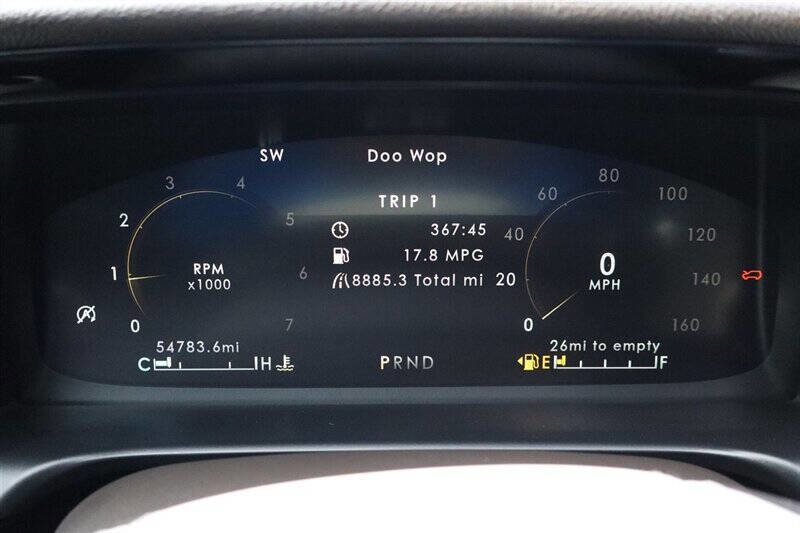 SW Doo Wop
TRIP 1
367:45
17.8 MPG
8885.3 Total mi
0 1 2 3 4 5 6 7
RPM
x1000
0 20 40 60 80 100 120 140 160
0
MPH
54783.6mi
26mi to empty
C H
PRND
E F